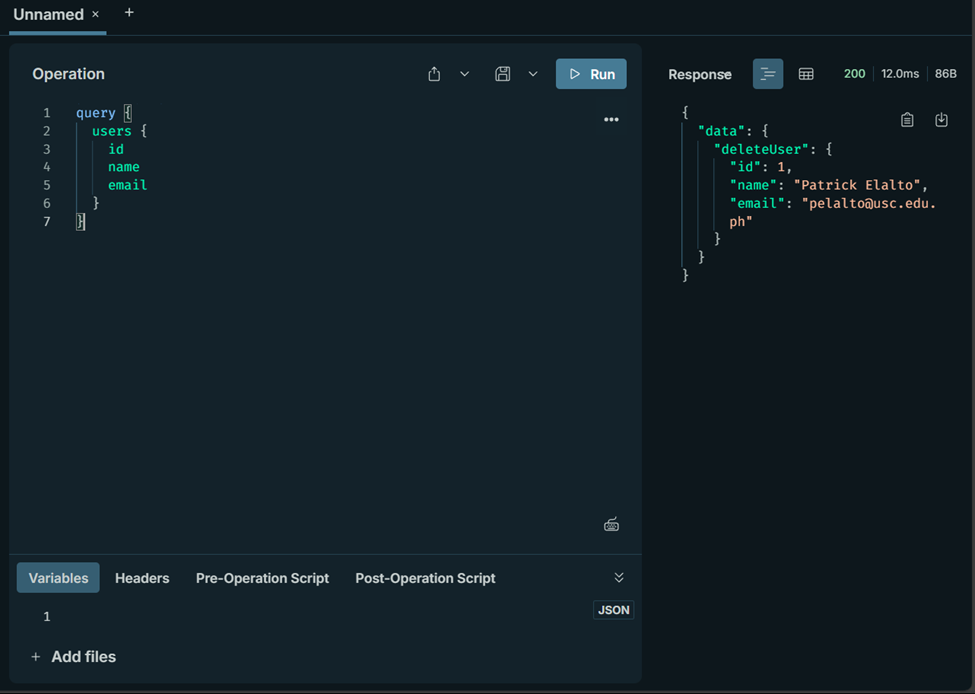 Unnamed × +
Operation
Run
1 query {
2 users {
3 id
4 name
5 email
6 }
7 }
Variables Headers Pre-Operation Script Post-Operation Script
1
JSON
+ Add files
Response 200 12.0ms 86B
{
"data": {
"deleteUser": {
"id": 1,
"name": "Patrick Elalto",
"email": "pelalto@usc.edu.
ph"
}
}
}